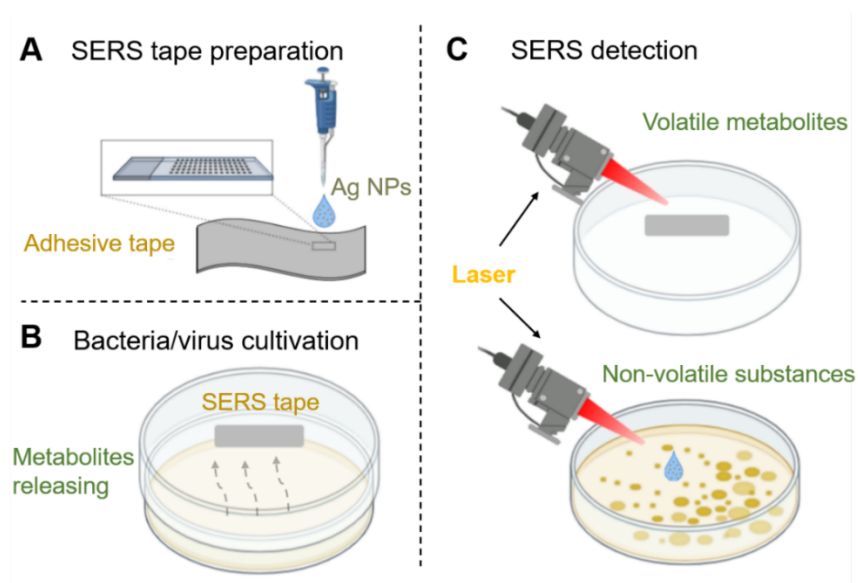 A SERS tape preparation
Ag NPs
Adhesive tape
B Bacteria/virus cultivation
SERS tape
Metabolites
releasing
C SERS detection
Volatile metabolites
Laser
Non-volatile substances